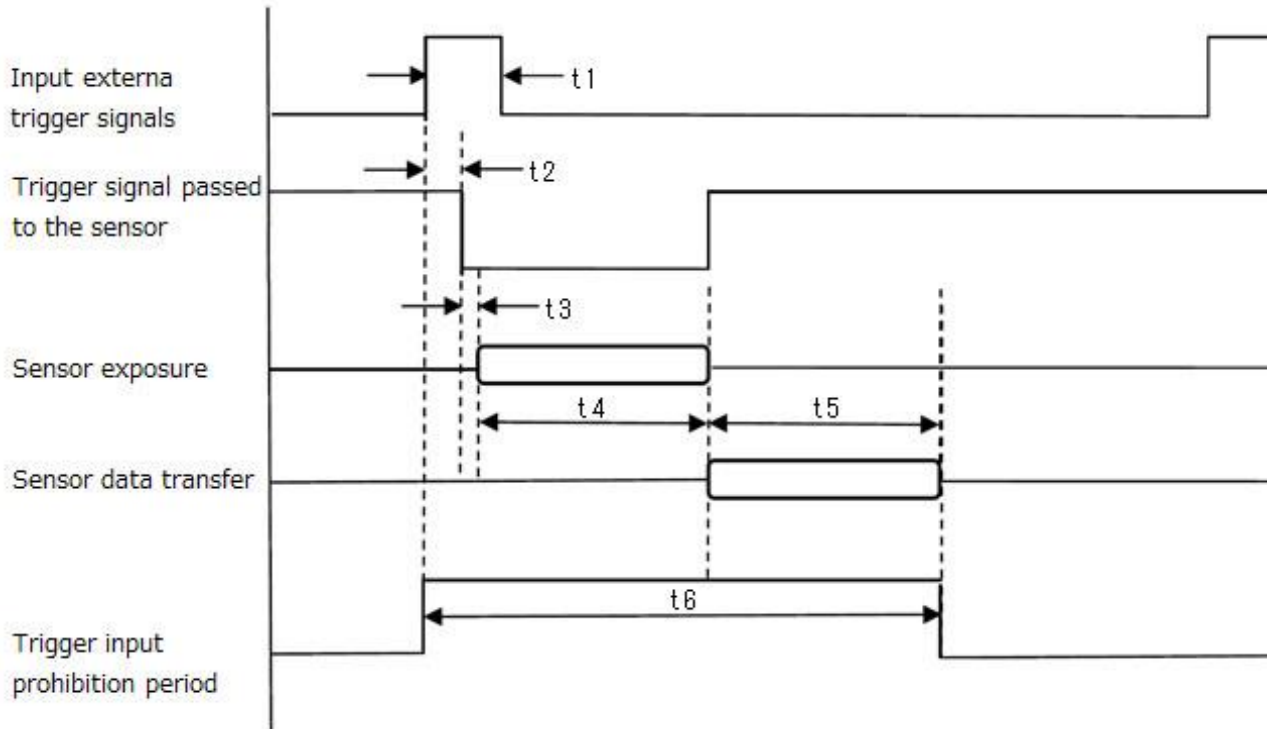 Input externa
trigger signals
t1
t2
Trigger signal passed
to the sensor
t3
Sensor exposure
t4
t5
Sensor data transfer
t6
Trigger input
prohibition period